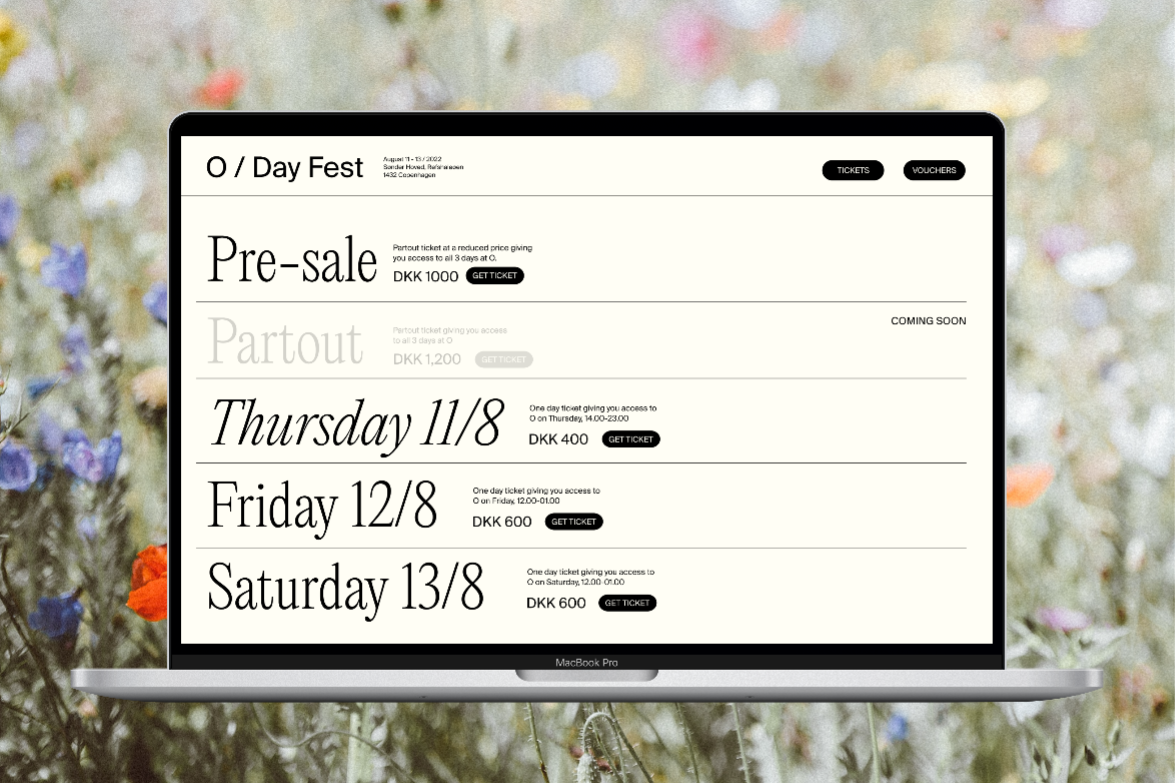 O / Day Fest
August 11 - 13 / 2022
Sønder Hoved, Refshaleøen
1432 Copenhagen
TICKETS
VOUCHERS
Pre-sale
Partout ticket at a reduced price giving
you access to all 3 days at O.
DKK 1000
GET TICKET
COMING SOON
Partout
Partout ticket giving you access
to all 3 days at O
DKK 1,200
GET TICKET
Thursday 11/8
One day ticket giving you access to
O on Thursday, 14.00-23.00
DKK 400
GET TICKET
Friday 12/8
One day ticket giving you access to
O on Friday, 12.00-01.00
DKK 600
GET TICKET
Saturday 13/8
One day ticket giving you access to
O on Saturday, 12.00-01.00
DKK 600
GET TICKET
MacBook Pro